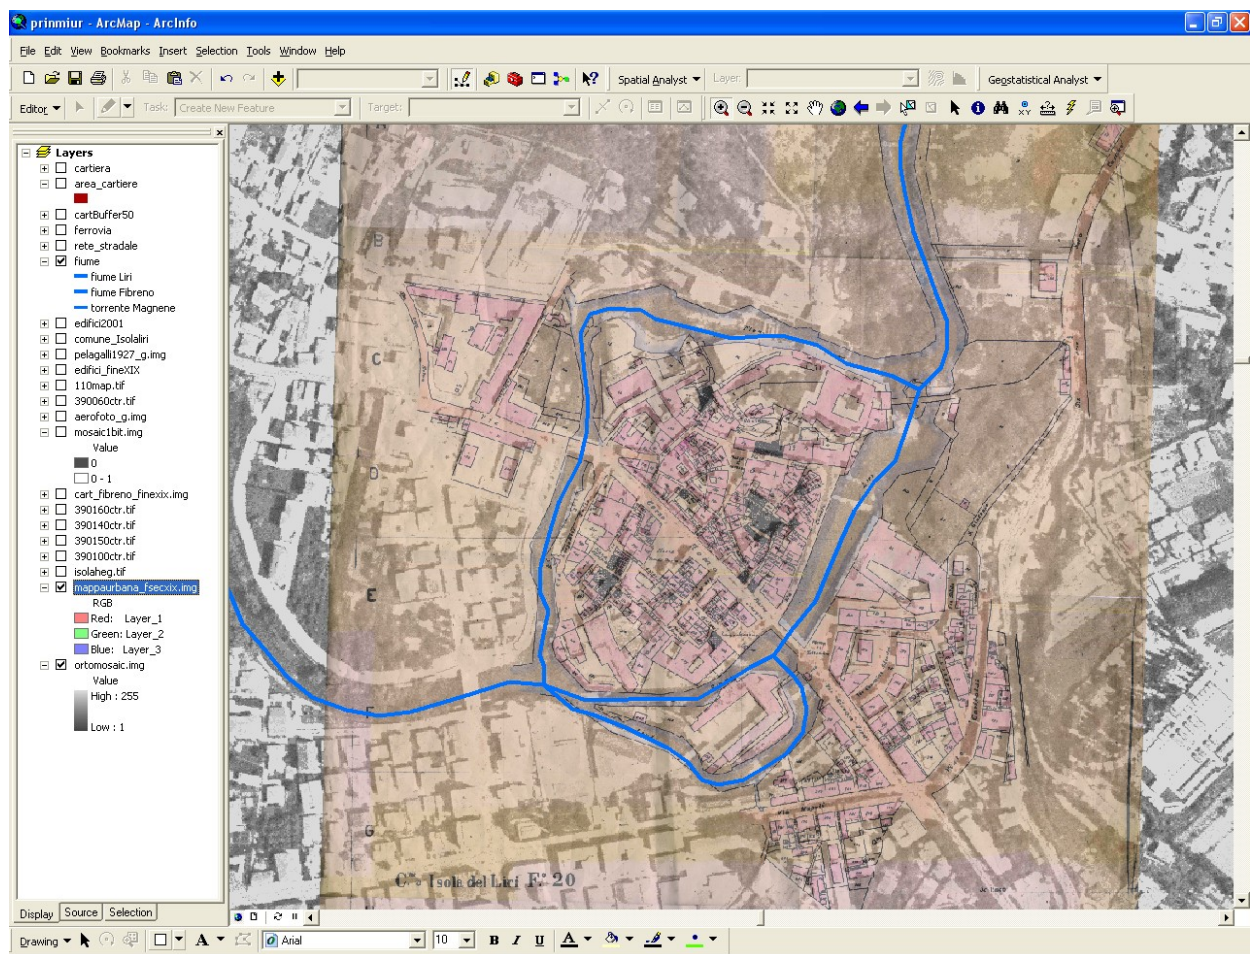 prinmiur - ArcMap - ArcInfo
File Edit View Bookmarks Insert Selection Tools Window Help
Spatial Analyst Layer: Geostatistical Analyst
Editor Task: Create New Feature Target:
Layers
cartiera
area_cartiere
cartBuffer50
ferrovia
rete_stradale
fiume
fiume Liri
fiume Fibreno
torrente Magnene
edifici2001
comune_Isolaliri
pelagalli1927_g.img
edifici_fineXIX
110map.tif
390060ctr.tif
aerofoto_g.img
mosaic1bit.img
Value
0
0 - 1
cart_fibreno_finexix.img
390160ctr.tif
390140ctr.tif
390150ctr.tif
390100ctr.tif
isolaheg.tif
mappaurbana_fsecxix.img
RGB
Red: Layer_1
Green: Layer_2
Blue: Layer_3
ortomosaic.img
Value
High : 255
Low : 1
A
B
C
D
E
F
G
Isola del Liri F. 20
Display Source Selection
Drawing A Arial 10 B I U A